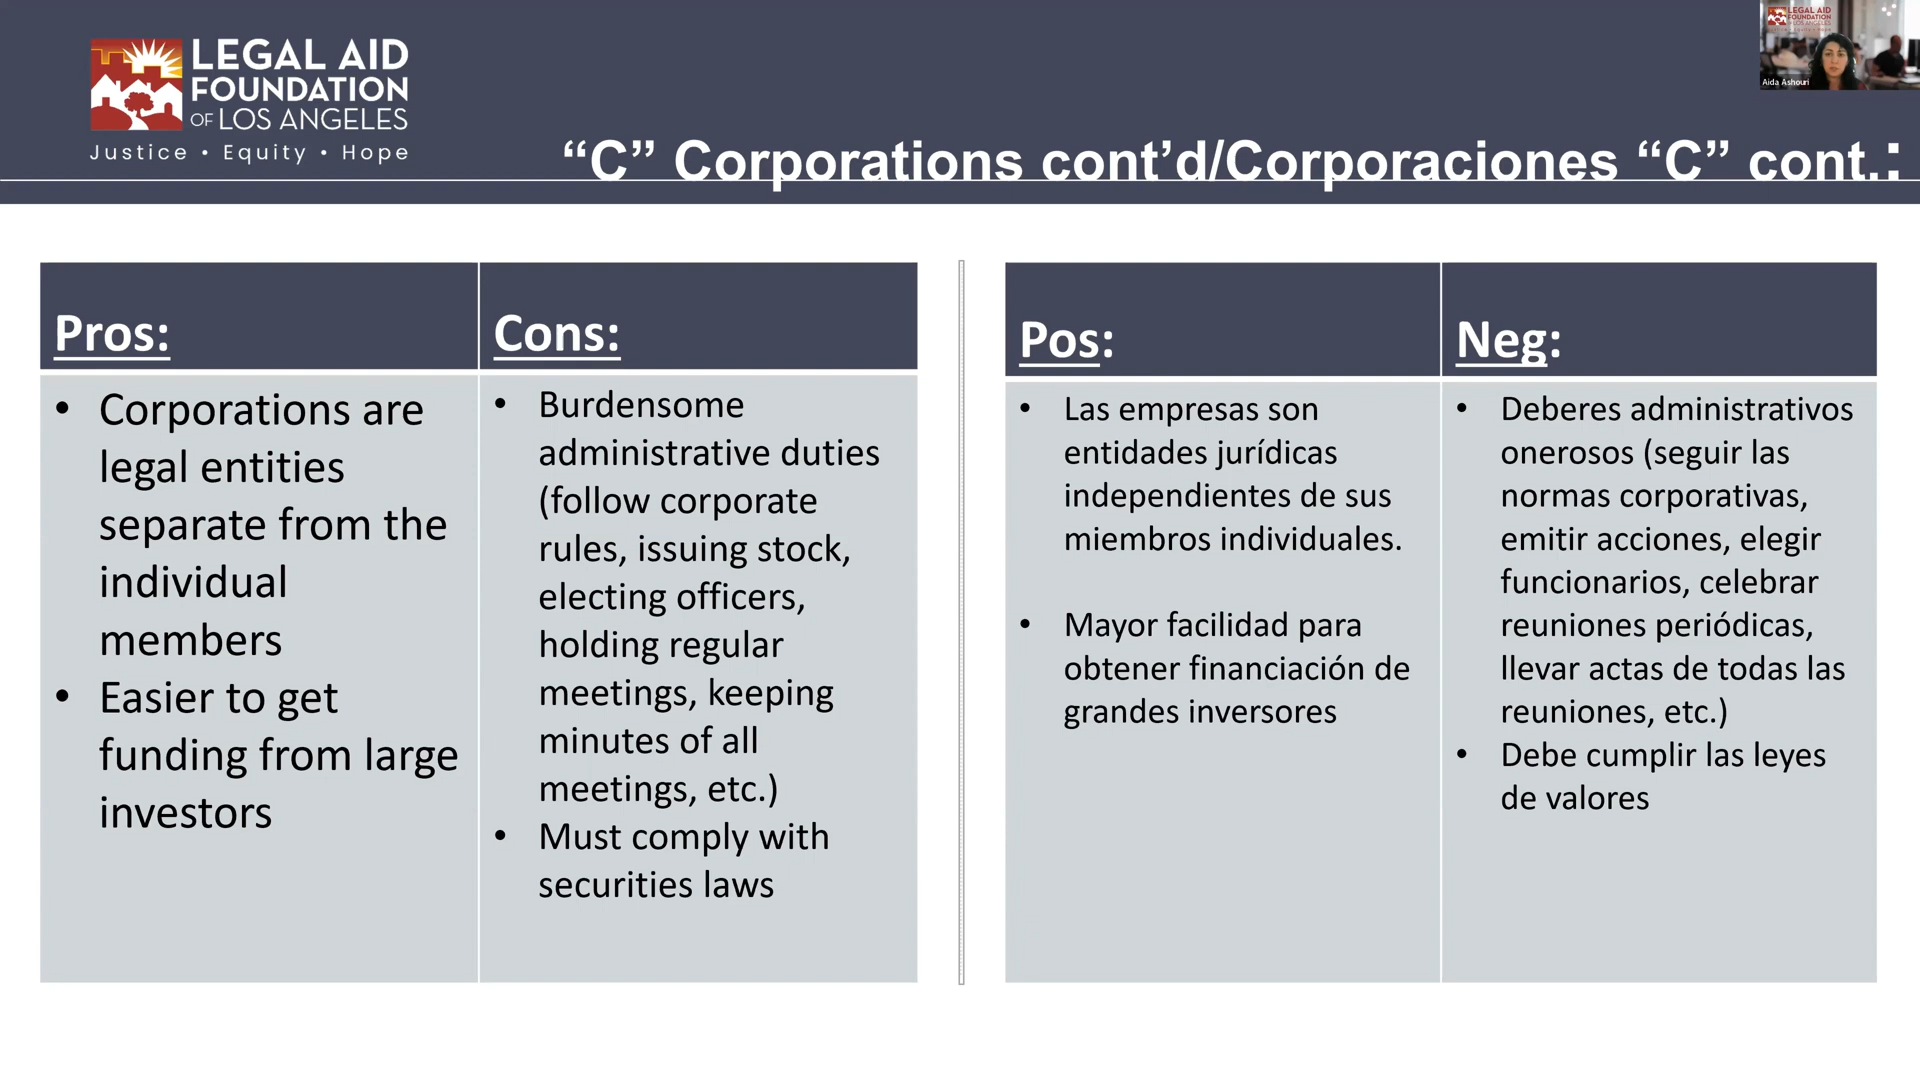 LEGAL AID
FOUNDATION
OF LOS ANGELES
Justice • Equity • Hope
LEGAL AID
FOUNDATION
Aida Ashouri
“C” Corporations cont’d/Corporaciones “C” cont.:
Pros:
• Corporations are
legal entities
separate from the
individual
members
• Easier to get
funding from large
investors
Cons:
• Burdensome
administrative duties
(follow corporate
rules, issuing stock,
electing officers,
holding regular
meetings, keeping
minutes of all
meetings, etc.)
• Must comply with
securities laws
Pos:
• Las empresas son
entidades jurídicas
independientes de sus
miembros individuales.
• Mayor facilidad para
obtener financiación de
grandes inversores
Neg:
• Deberes administrativos
onerosos (seguir las
normas corporativas,
emitir acciones, elegir
funcionarios, celebrar
reuniones periódicas,
llevar actas de todas las
reuniones, etc.)
• Debe cumplir las leyes
de valores